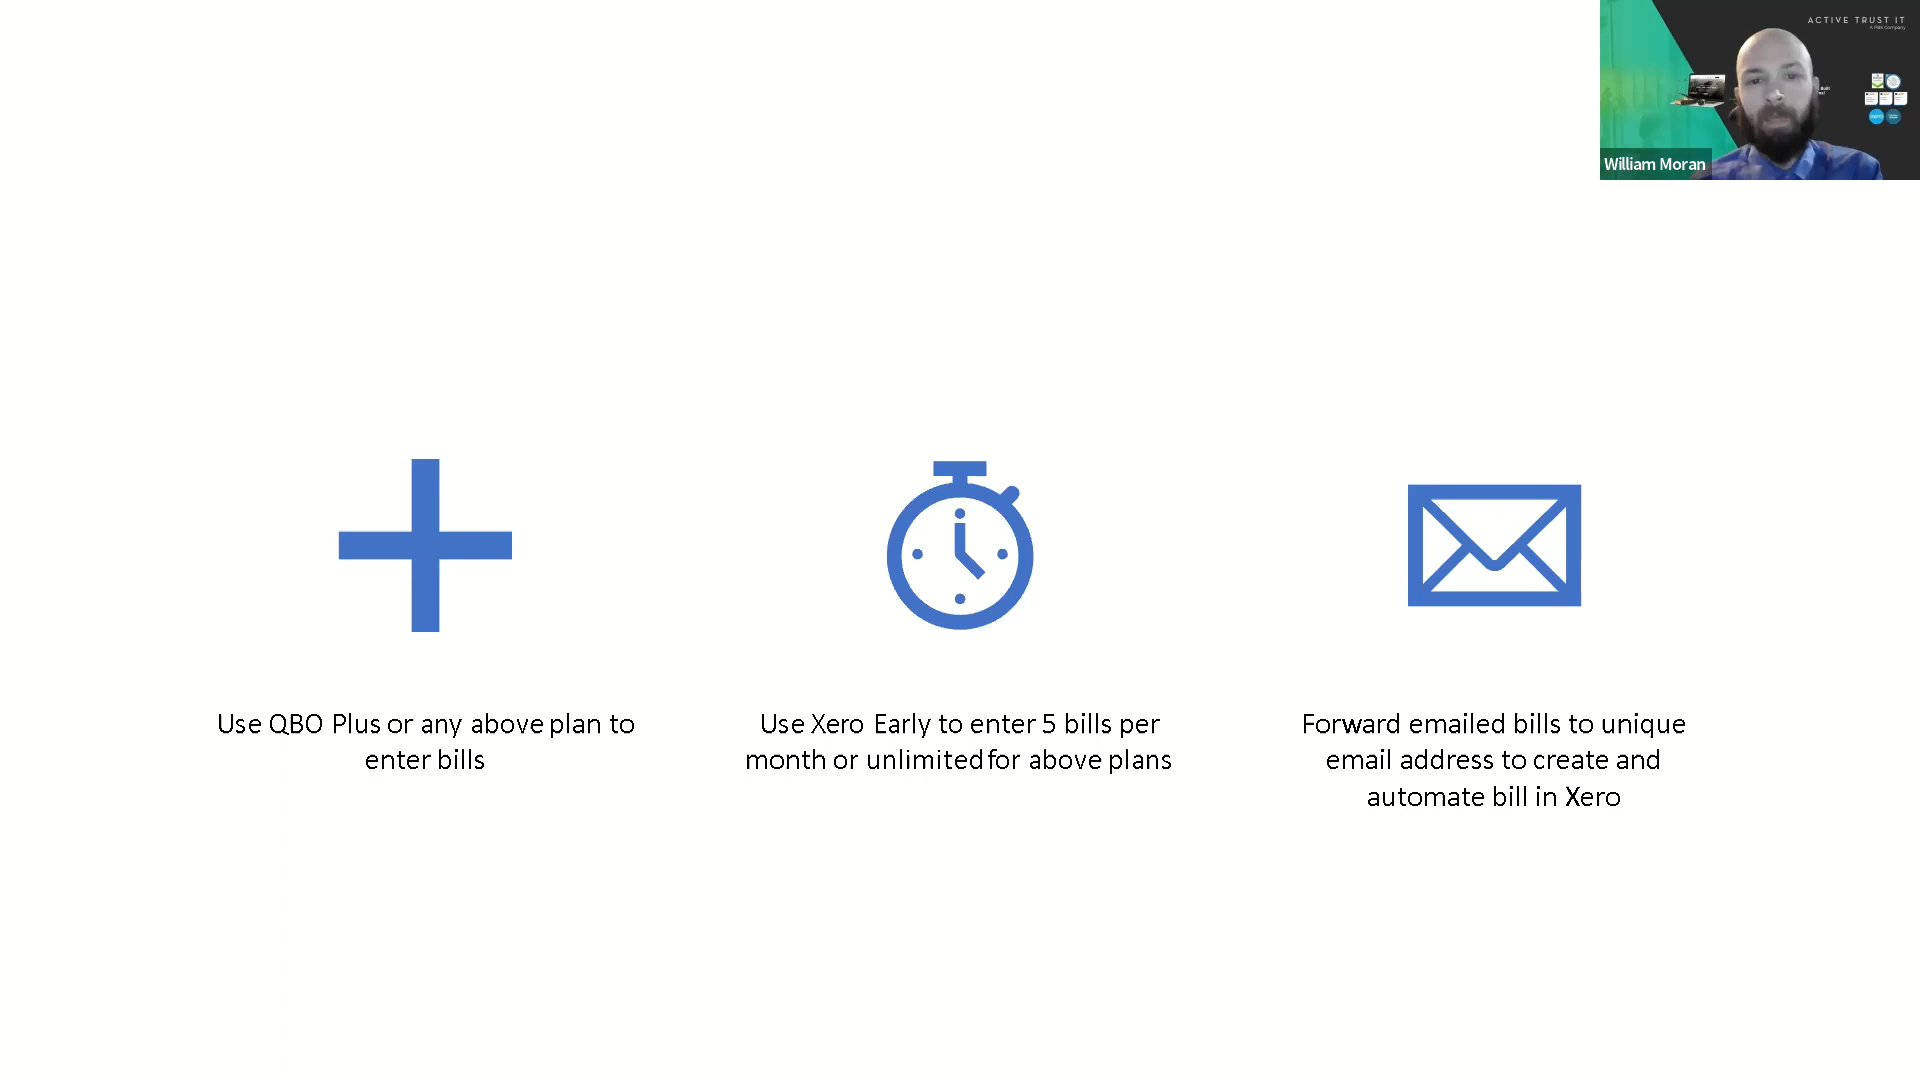 ACTIVE TRUST IT
William Moran
Use QBO Plus or any above plan to
enter bills
Use Xero Early to enter 5 bills per
month or unlimited for above plans
Forward emailed bills to unique
email address to create and
automate bill in Xero